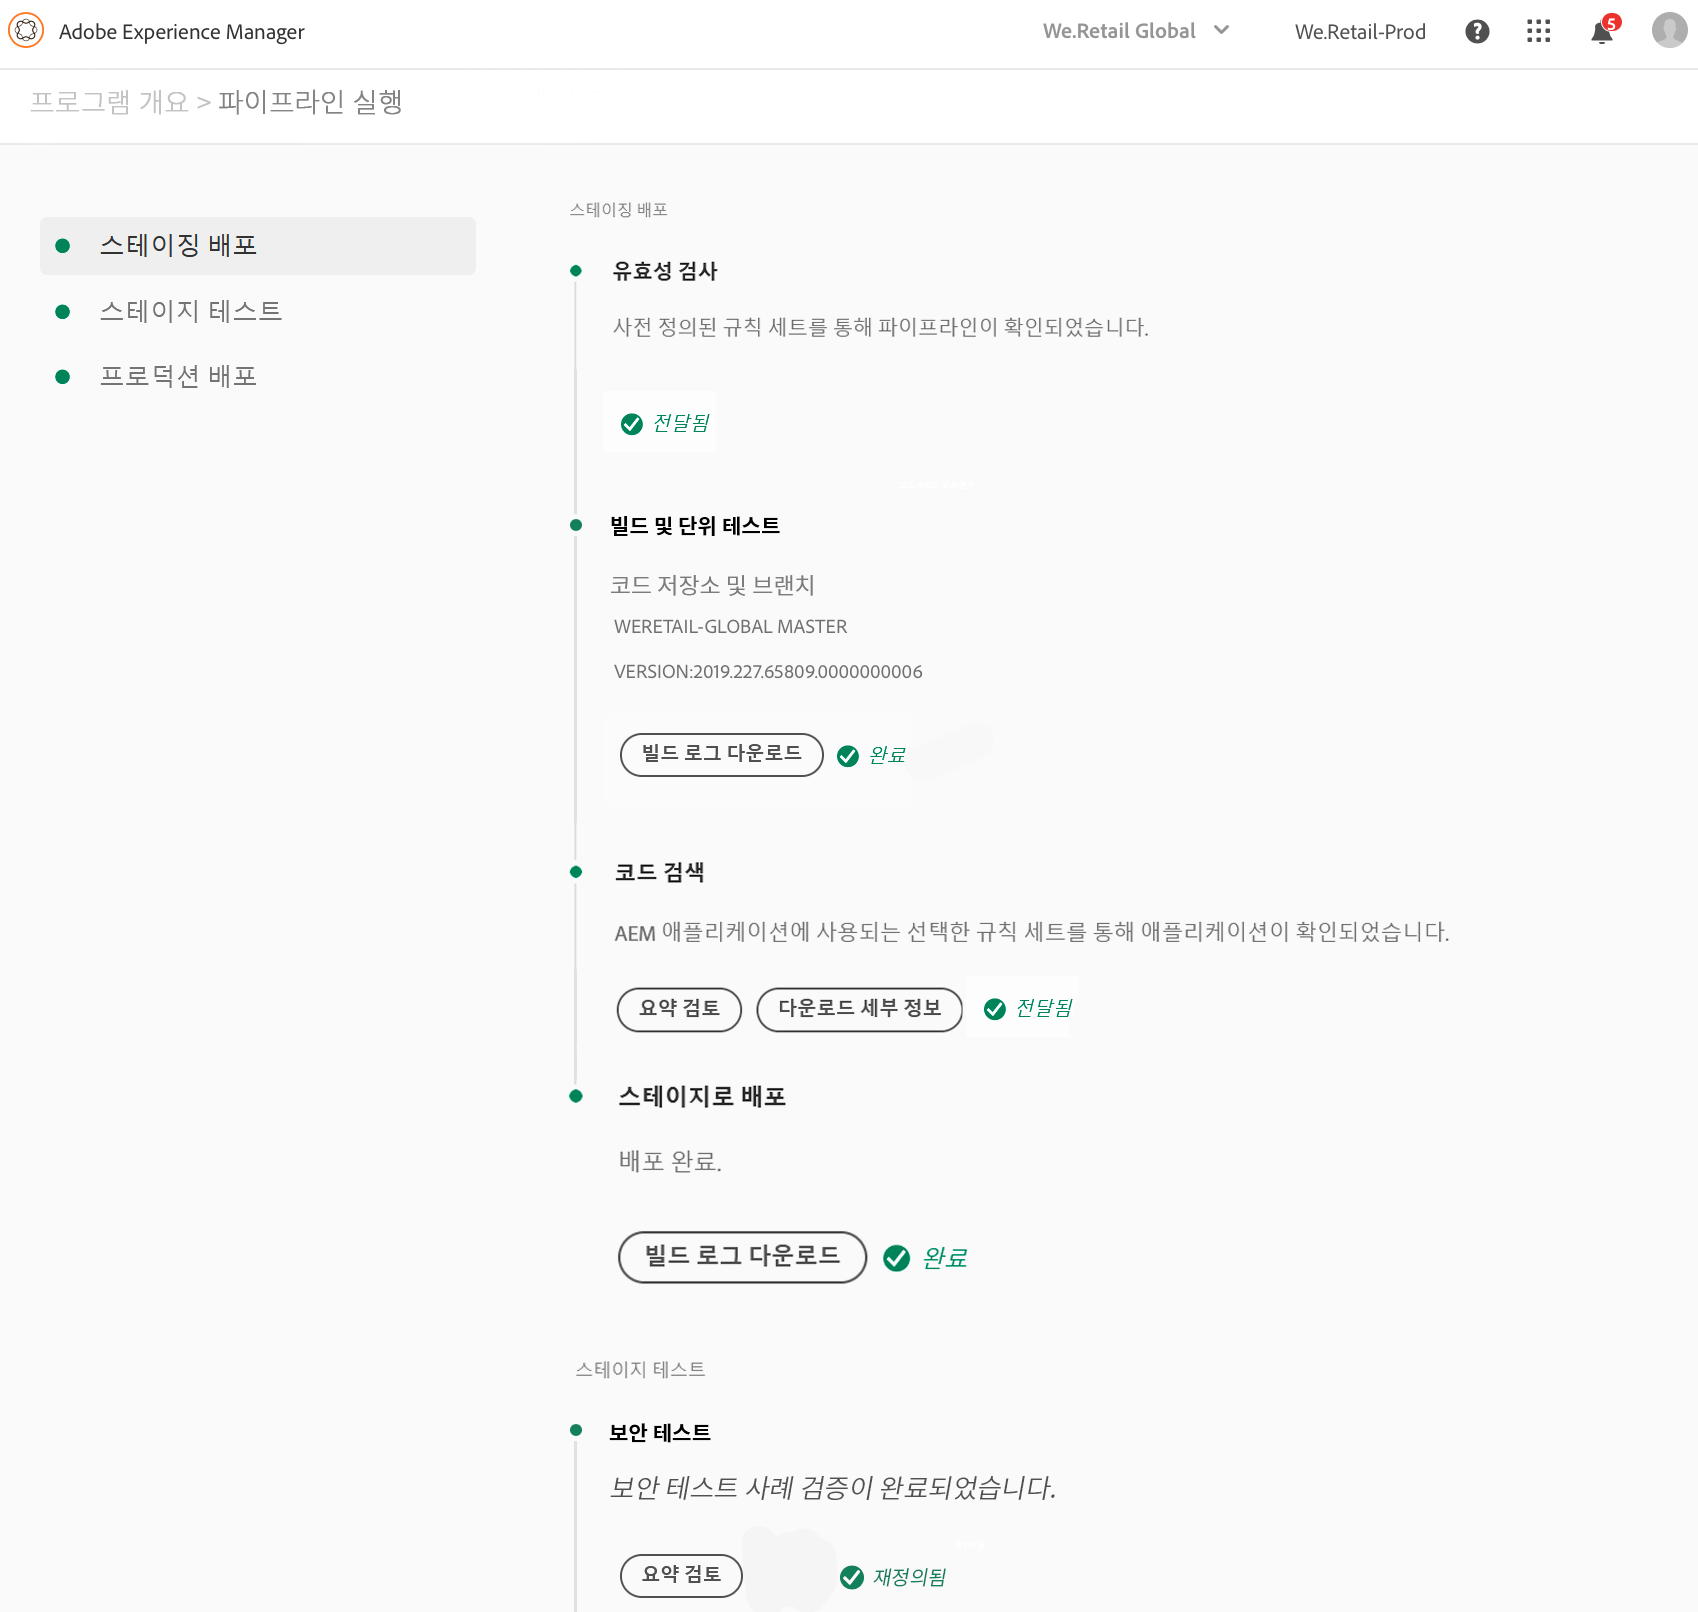 Adobe Experience Manager
We.Retail Global
We.Retail-Prod
5
프로그램 개요 > 파이프라인 실행
스테이징 배포
스테이지 테스트
프로덕션 배포
스테이징 배포
유효성 검사
사전 정의된 규칙 세트를 통해 파이프라인이 확인되었습니다.
전달됨
빌드 및 단위 테스트
코드 저장소 및 브랜치
WERETAIL-GLOBAL MASTER
VERSION:2019.227.65809.0000000006
빌드 로그 다운로드 완료
코드 검색
AEM 애플리케이션에 사용되는 선택한 규칙 세트를 통해 애플리케이션이 확인되었습니다.
요약 검토 다운로드 세부 정보 전달됨
스테이지로 배포
배포 완료.
빌드 로그 다운로드 완료
스테이지 테스트
보안 테스트
보안 테스트 사례 검증이 완료되었습니다.
요약 검토 재정의됨